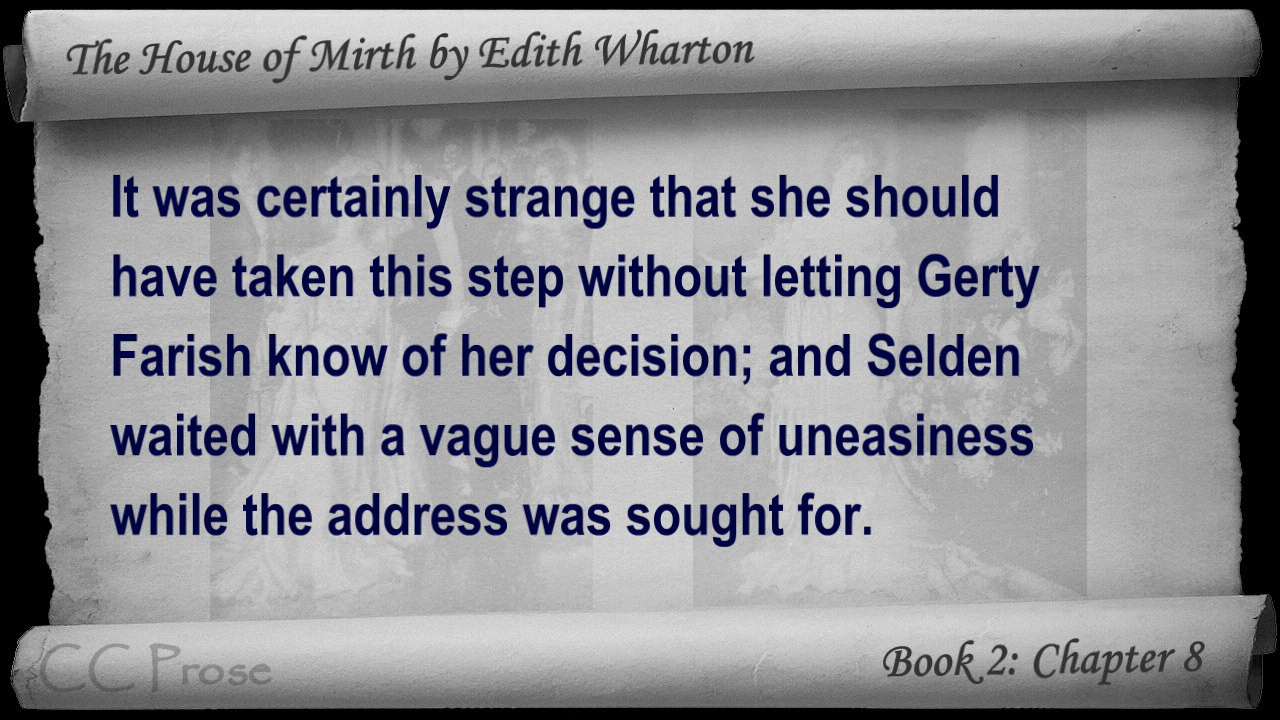 The House of Mirth by Edith Wharton
It was certainly strange that she should
have taken this step without letting Gerty
Farish know of her decision; and Selden
waited with a vague sense of uneasiness
while the address was sought for.
CC Prose
Book 2: Chapter 8